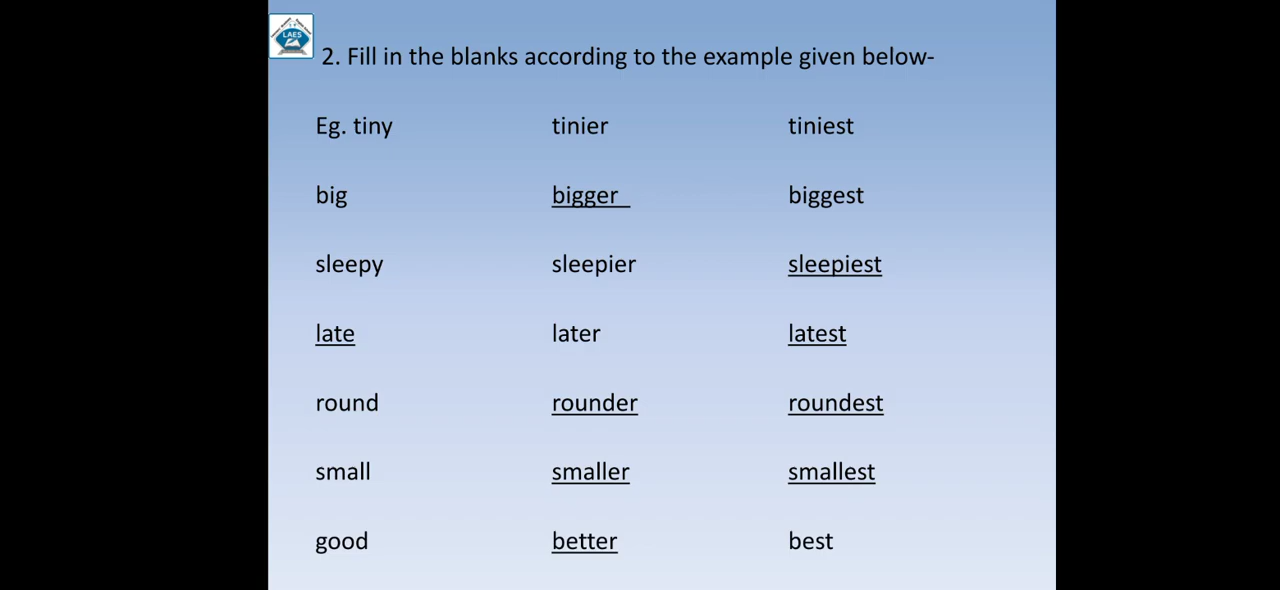 LAES
2. Fill in the blanks according to the example given below-
Eg. tiny tinier tiniest
big bigger biggest
sleepy sleepier sleepiest
late later latest
round rounder roundest
small smaller smallest
good better best